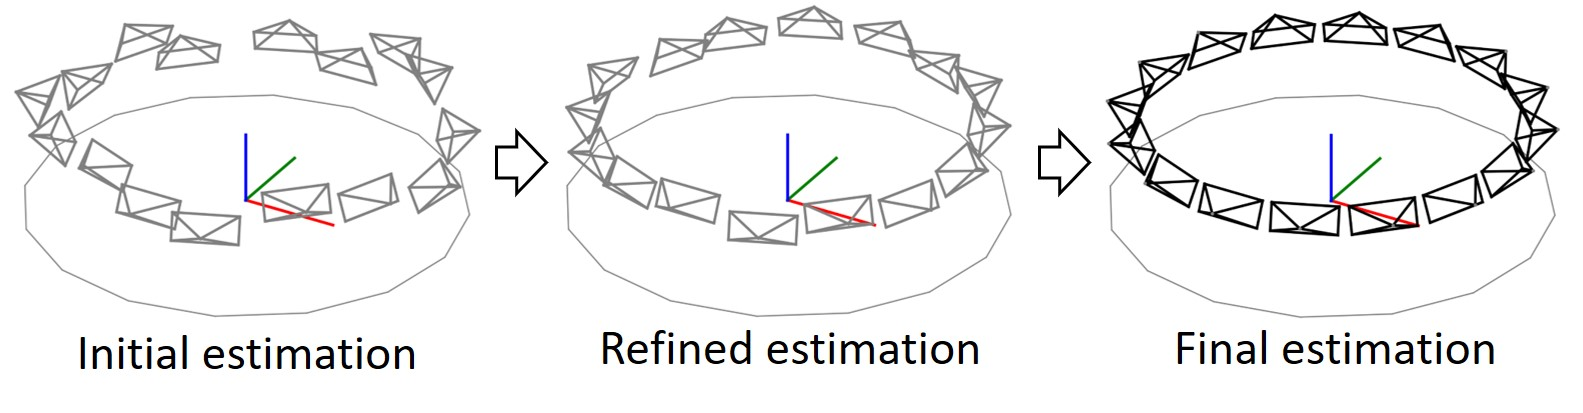 Initial estimation
Refined estimation
Final estimation